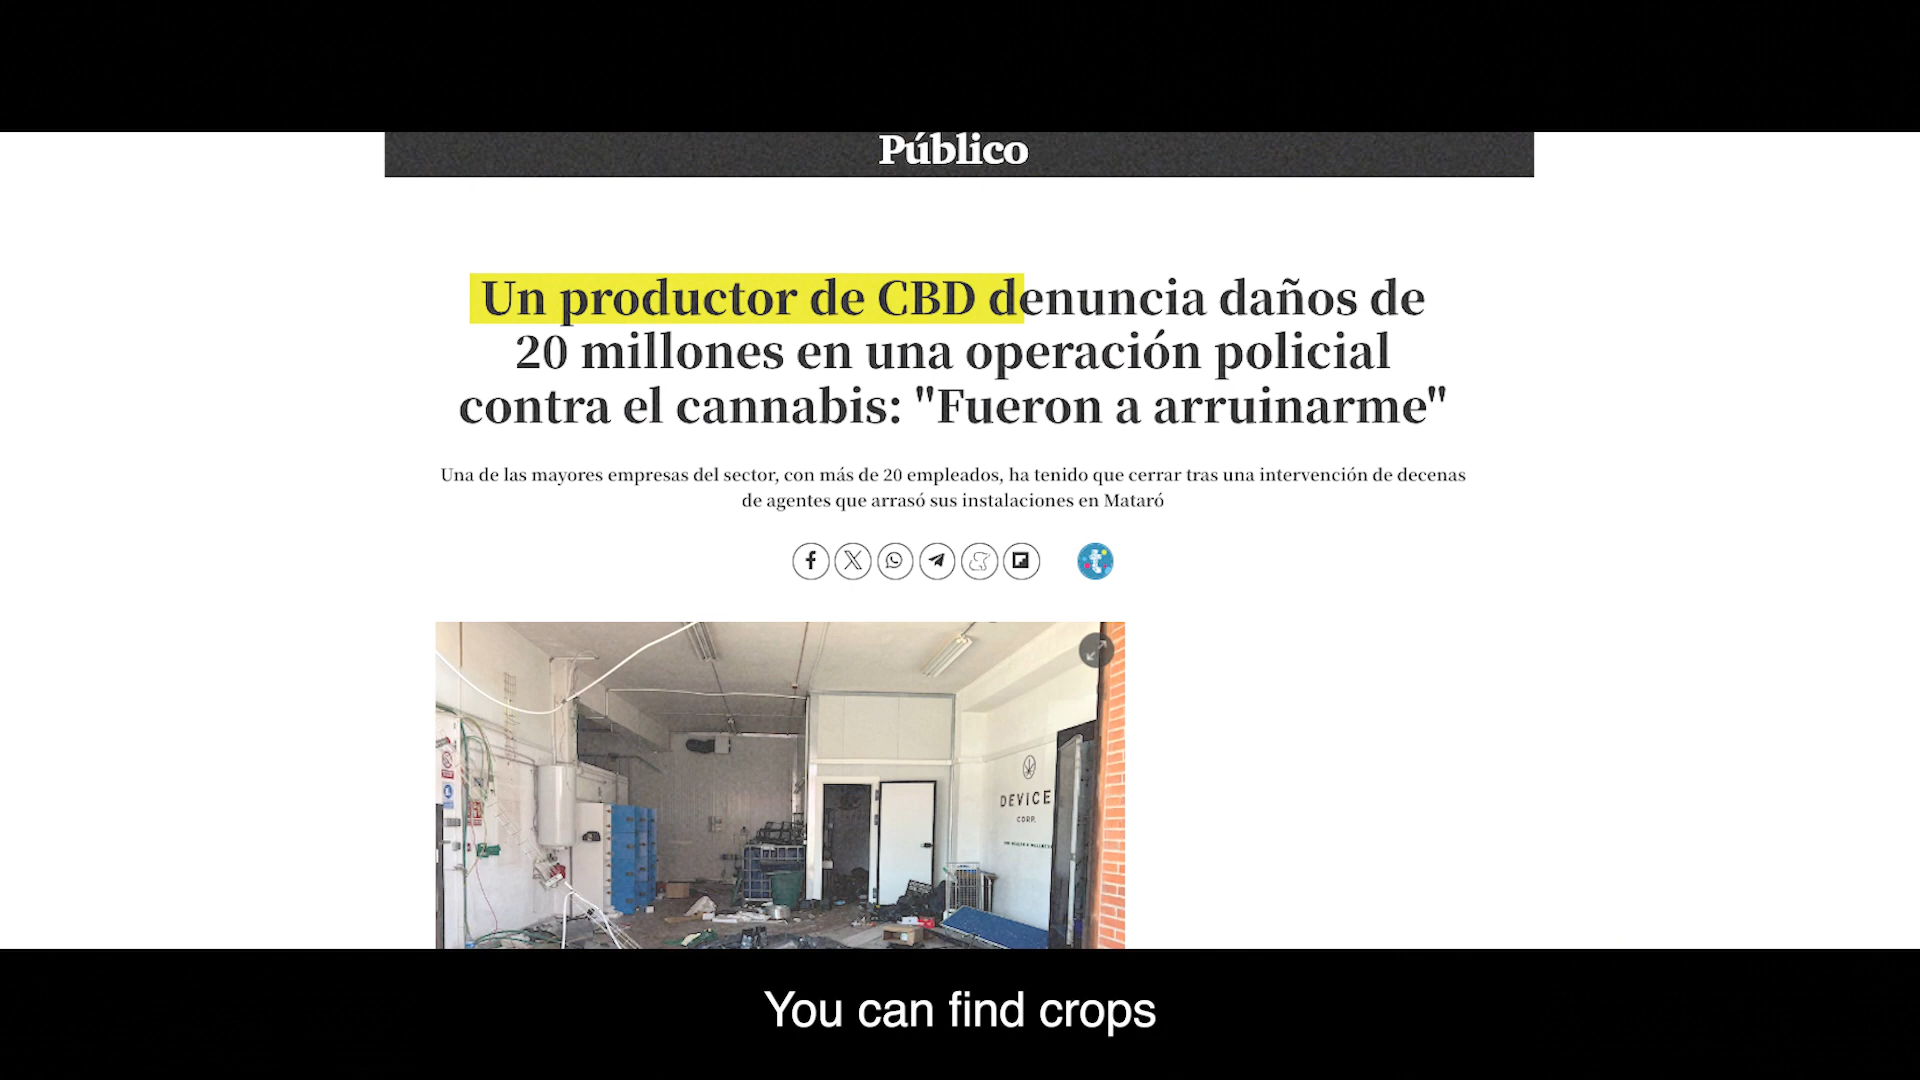 Público
Un productor de CBD denuncia daños de
20 millones en una operación policial
contra el cannabis: "Fueron a arruinarme"
Una de las mayores empresas del sector, con más de 20 empleados, ha tenido que cerrar tras una intervención de decenas
de agentes que arrasó sus instalaciones en Mataró
DEVICE
CORP.
You can find crops